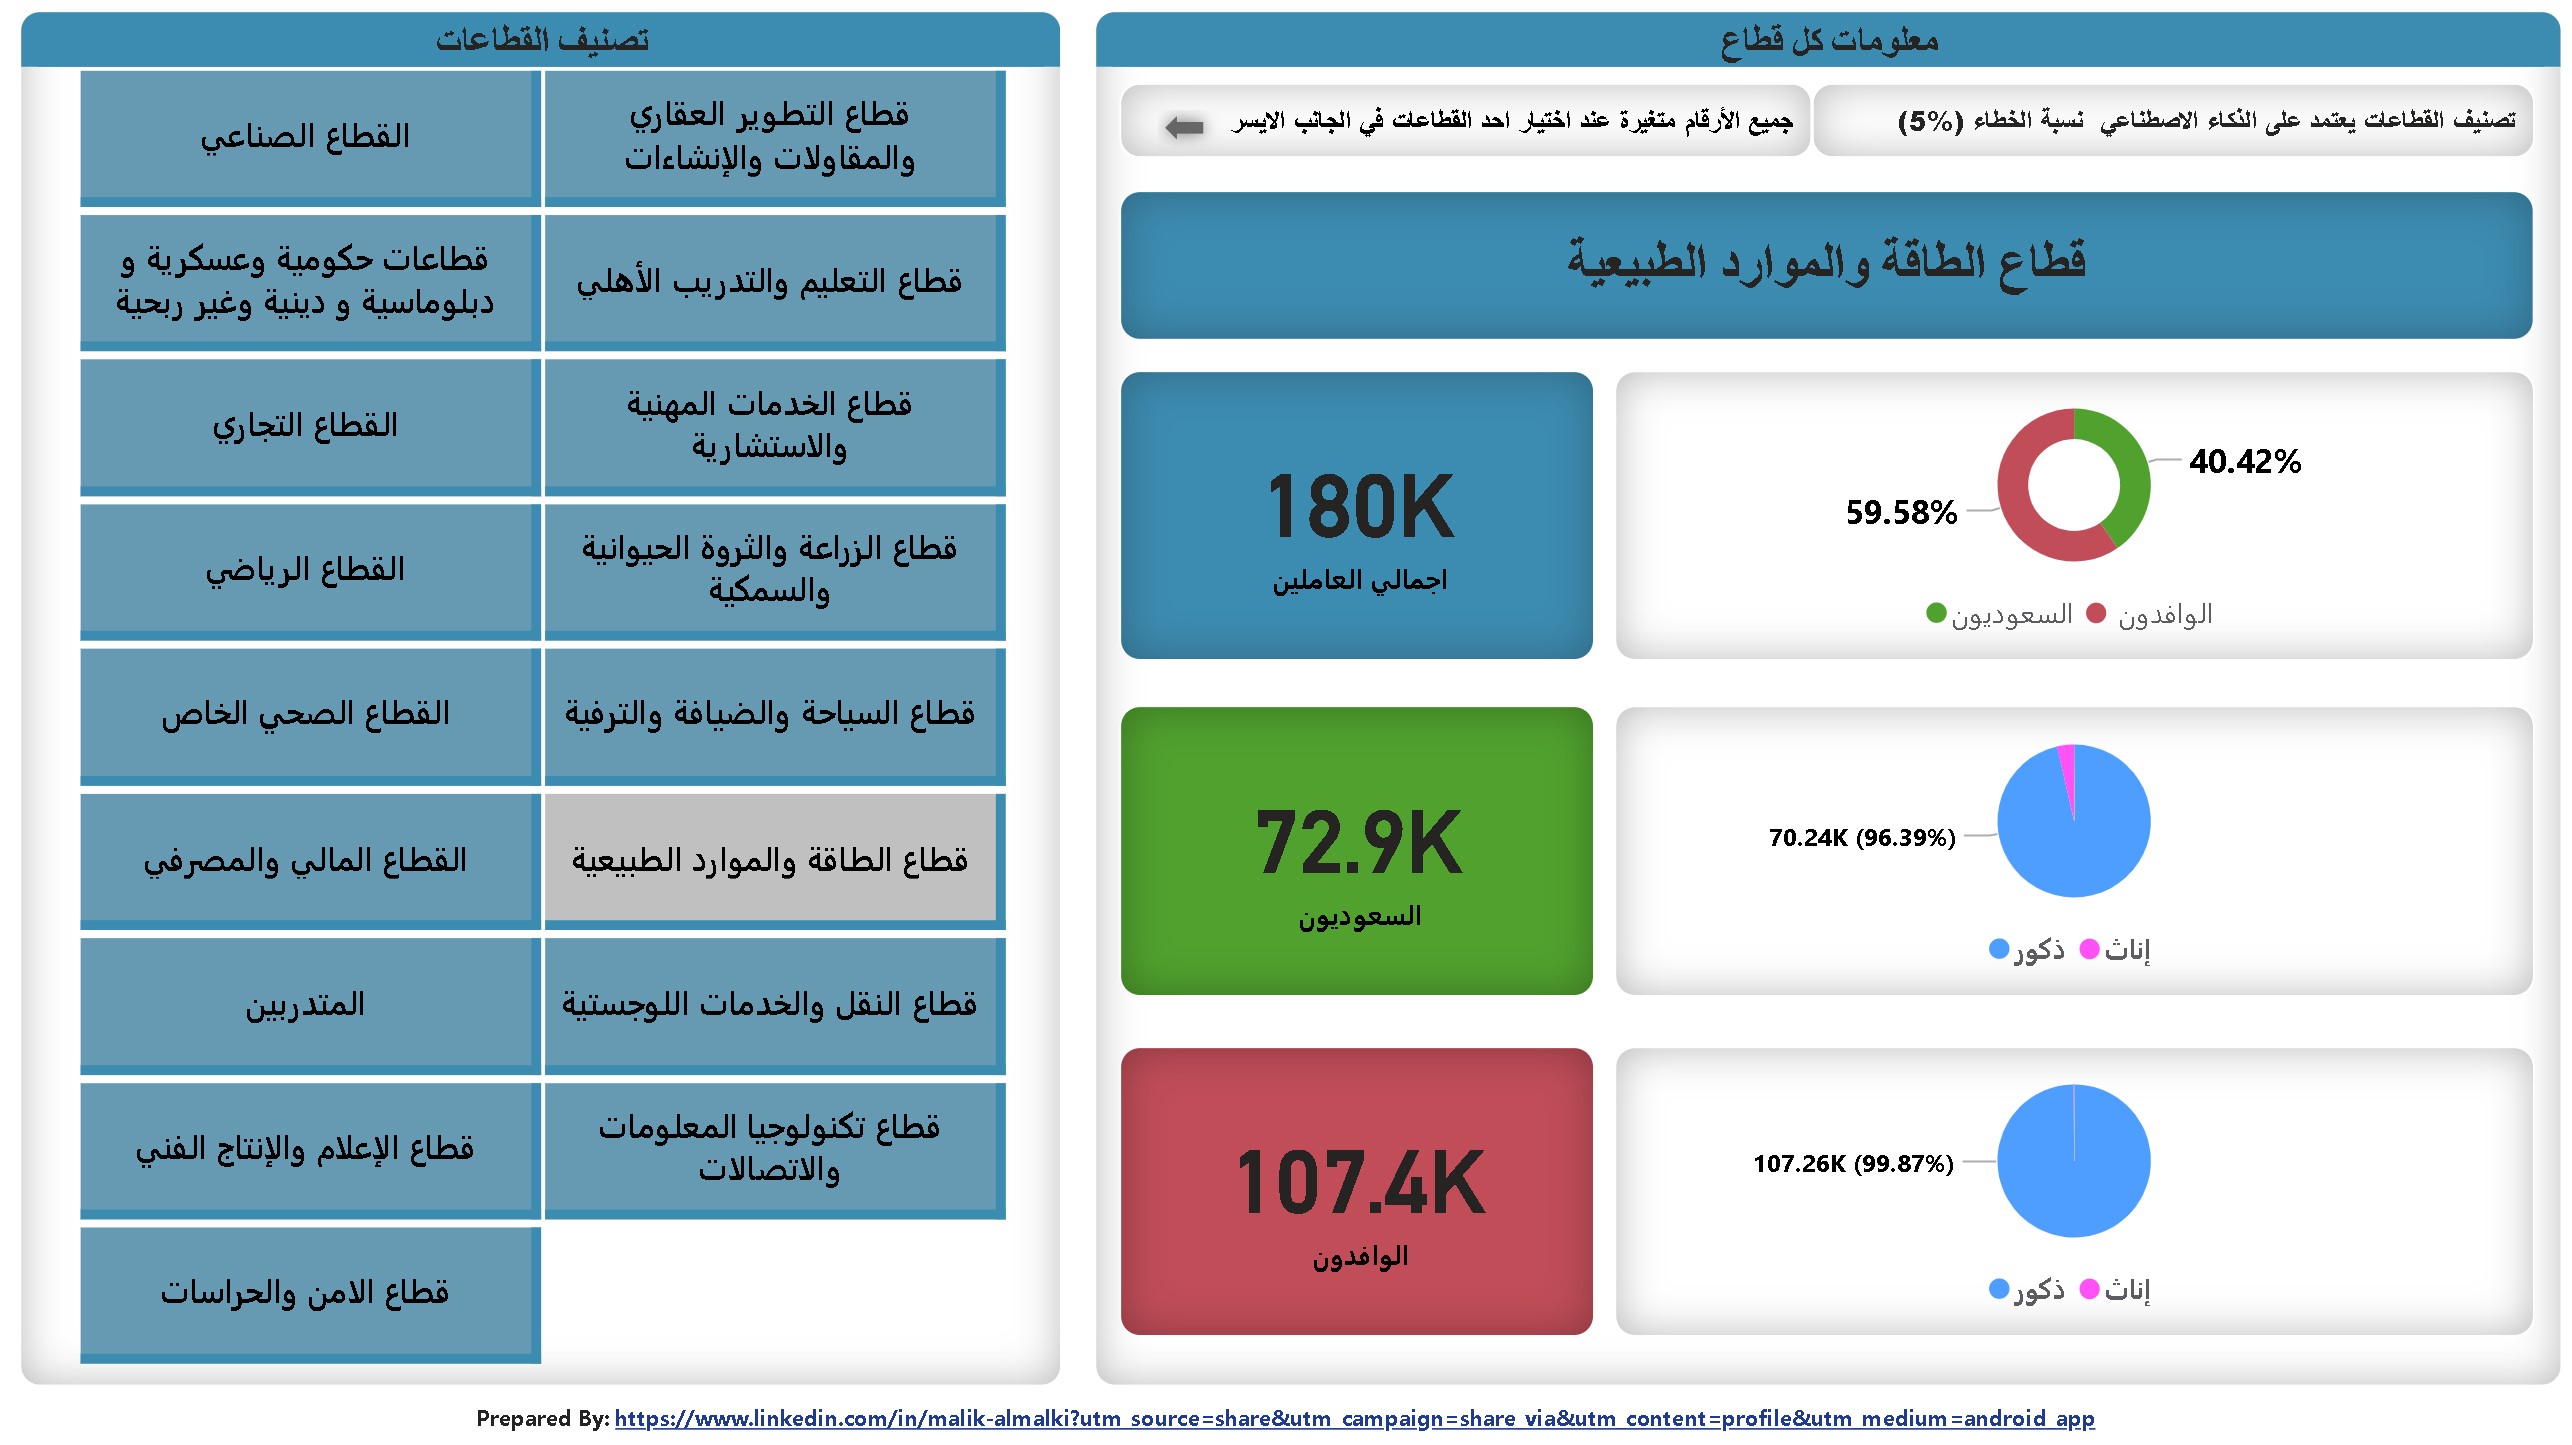 معلومات كل قطاع
تصنيف القطاعات يعتمد على الذكاء الاصطناعي نسبة الخطاء (5%)
جميع الأرقام متغيرة عند اختيار احد القطاعات في الجانب الايسر
قطاع الطاقة والموارد الطبيعية
180K
اجمالي العاملين
40.42%
59.58%
السعوديون
الوافدون
72.9K
السعوديون
70.24K (96.39%)
ذكور
إناث
107.4K
الوافدون
107.26K (99.87%)
ذكور
إناث
تصنيف القطاعات
قطاع التطوير العقاري
والمقاولات والإنشاءات
القطاع الصناعي
قطاع التعليم والتدريب الأهلي
قطاعات حكومية وعسكرية و
دبلوماسية و دينية وغير ربحية
قطاع الخدمات المهنية
والاستشارية
القطاع التجاري
قطاع الزراعة والثروة الحيوانية
والسمكية
القطاع الرياضي
قطاع السياحة والضيافة والترفية
القطاع الصحي الخاص
قطاع الطاقة والموارد الطبيعية
القطاع المالي والمصرفي
قطاع النقل والخدمات اللوجستية
المتدربين
قطاع تكنولوجيا المعلومات
والاتصالات
قطاع الإعلام والإنتاج الفني
قطاع الامن والحراسات
Prepared By: https://www.linkedin.com/in/malik-almalki?utm_source=share&utm_campaign=share_via&utm_content=profile&utm_medium=android_app